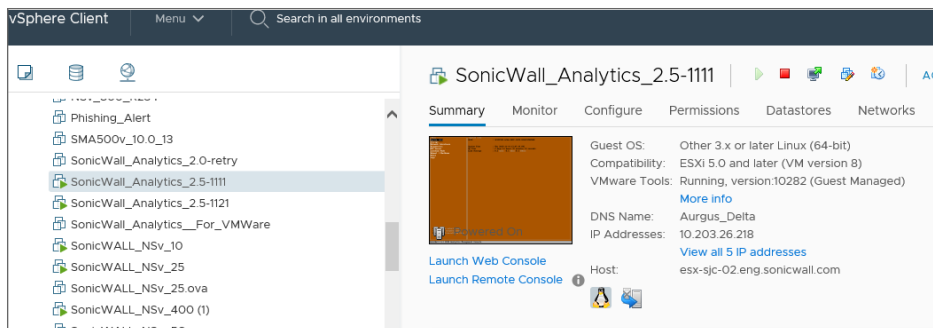 vSphere Client Menu Search in all environments
Phishing_Alert
SMA500v_10.0_13
SonicWall_Analytics_2.0-retry
SonicWall_Analytics_2.5-1111
SonicWall_Analytics_2.5-1121
SonicWall_Analytics__For_VMWare
SonicWALL_NSv_10
SonicWALL_NSv_25
SonicWALL_NSv_25.ova
SonicWALL_NSv_400 (1)
SonicWall_Analytics_2.5-1111
Summary Monitor Configure Permissions Datastores Networks
Powered On
Launch Web Console
Launch Remote Console
Guest OS: Other 3.x or later Linux (64-bit)
Compatibility: ESXi 5.0 and later (VM version 8)
VMware Tools: Running, version:10282 (Guest Managed)
More info
DNS Name: Aurgus_Delta
IP Addresses: 10.203.26.218
View all 5 IP addresses
Host: esx-sjc-02.eng.sonicwall.com